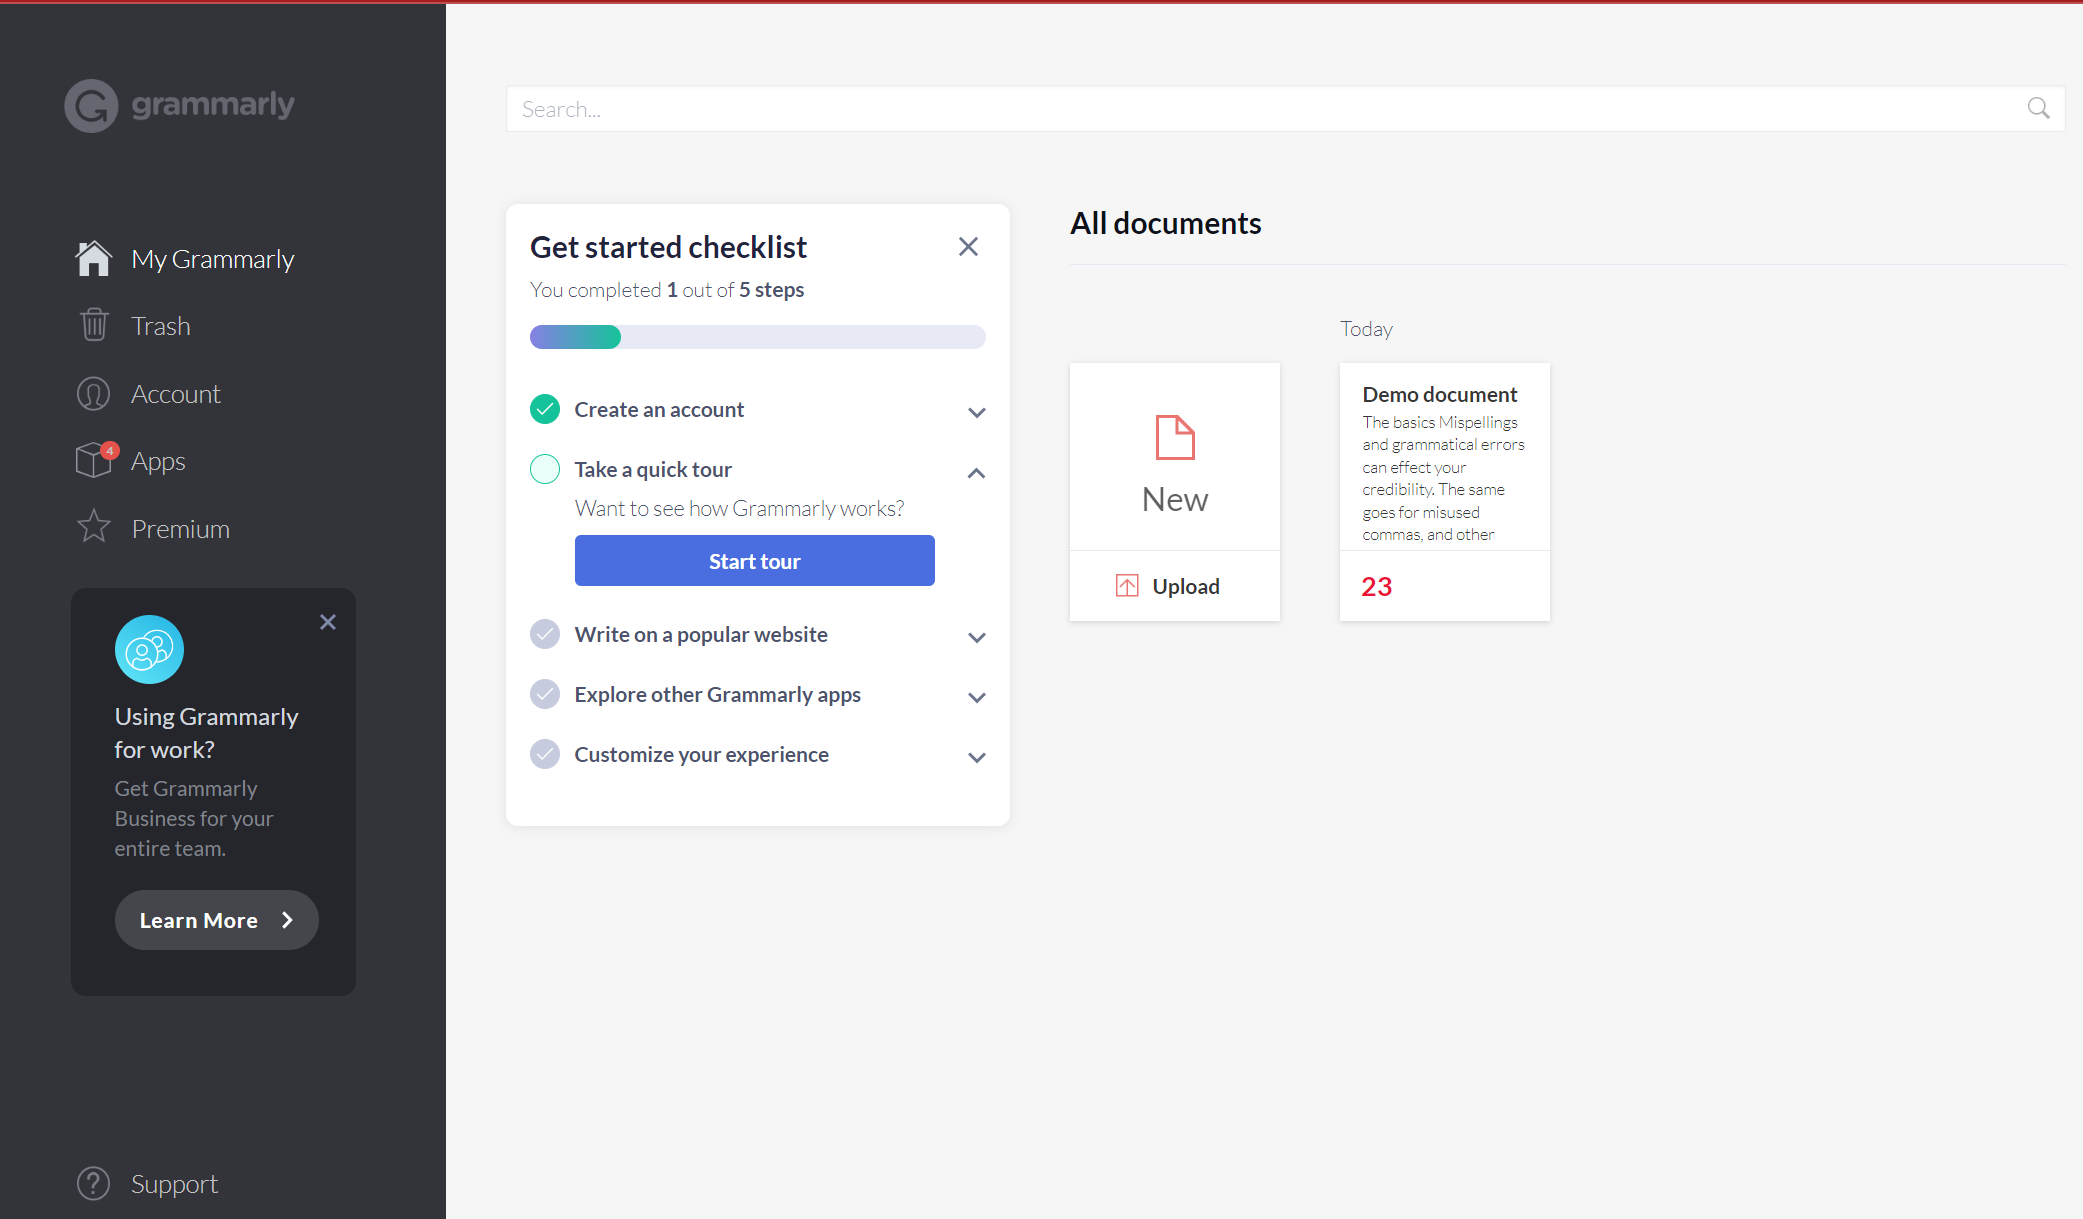 grammarly
My Grammarly
Trash
Account
4
Apps
Premium
Using Grammarly
for work?
Get Grammarly
Business for your
entire team.
Learn More
Support
Search...
Get started checklist
You completed 1 out of 5 steps
Create an account
Take a quick tour
Want to see how Grammarly works?
Start tour
Write on a popular website
Explore other Grammarly apps
Customize your experience
All documents
Today
New
Upload
Demo document
The basics Mispellings
and grammatical errors
can effect your
credibility. The same
goes for misused
commas, and other
23